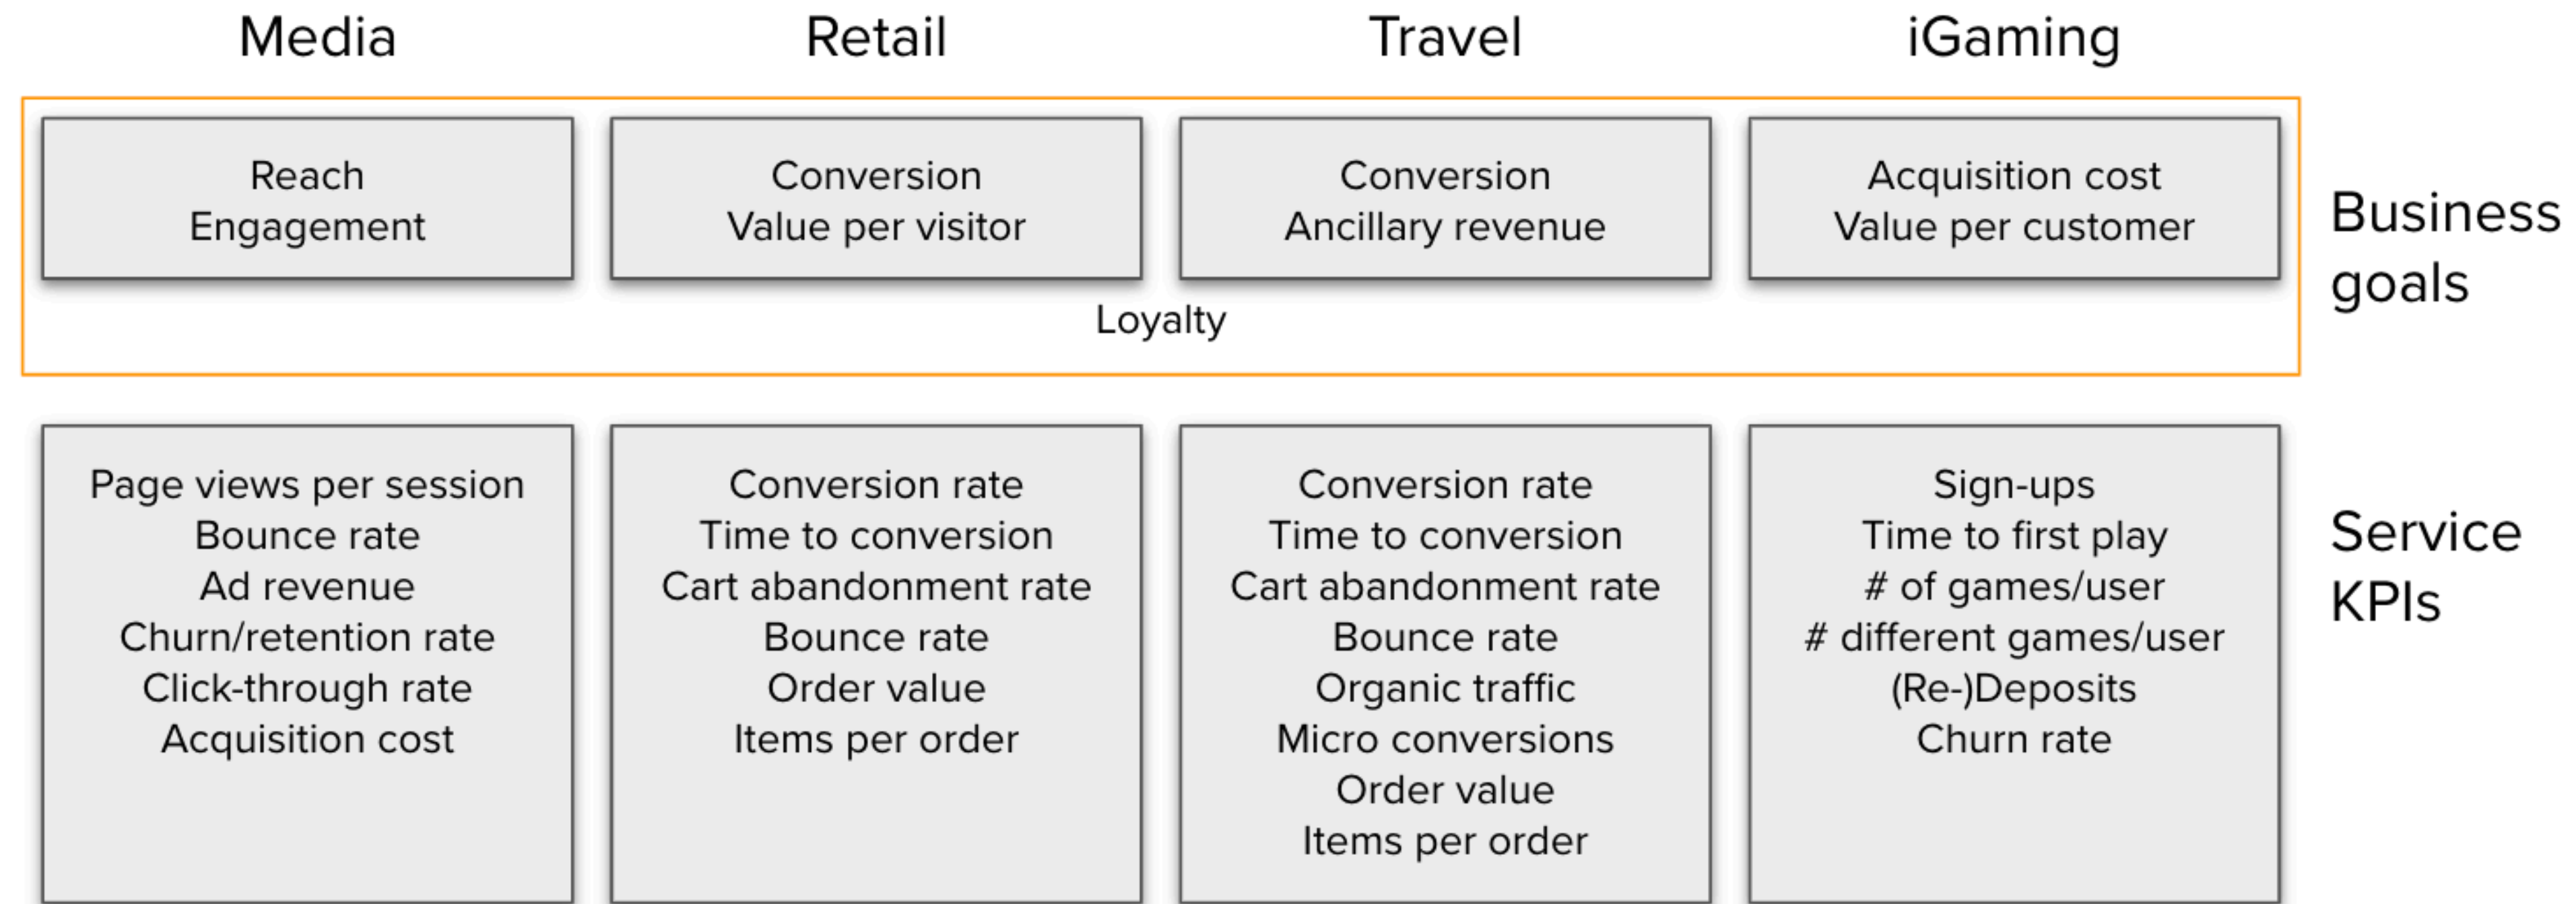 Media
Retail
Travel
iGaming
Reach
Engagement
Conversion
Value per visitor
Conversion
Ancillary revenue
Acquisition cost
Value per customer
Loyalty
Business
goals
Page views per session
Bounce rate
Ad revenue
Churn/retention rate
Click-through rate
Acquisition cost
Conversion rate
Time to conversion
Cart abandonment rate
Bounce rate
Order value
Items per order
Conversion rate
Time to conversion
Cart abandonment rate
Bounce rate
Organic traffic
Micro conversions
Order value
Items per order
Sign-ups
Time to first play
# of games/user
# different games/user
(Re-)Deposits
Churn rate
Service
KPIs